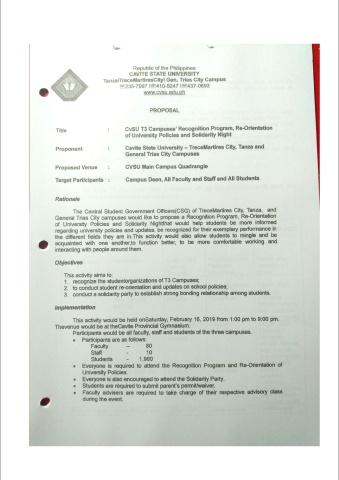 Republic of the Philippines
CAVITE STATE UNIVERSITY
Tanza/TreceMartiresCity/ Gen. Trias City Campus
www.cvsu.edu.ph
PROPOSAL
Title : CvSU T3 Campuses' Recognition Program, Re-Orientation
of University Policies and Solidarity Night
Proponent : Cavite State University – TreceMartires City, Tanza and
General Trias City Campuses
Proposed Venue : CvSU Main Campus Quadrangle
Target Participants : Campus Deen, All Faculty and Staff and All Students
Rationale
The Central Student Government Officers(CSG) of TreceMartires City, Tanza, and
General Trias City campuses would like to propose a Recognition Program, Re-Orientation
of University Policies and Solidarity Nightthat would help students be more informed
regarding university policies and updates, be recognized for their exemplary performance in
the different fields they are in.This activity would also allow students to mingle and be
acquainted with one another,to function better, to be more comfortable working and
interacting with people around them.
Objectives
This activity aims to:
1. recognize the studentorganizations of T3 Campuses;
2. to conduct student re-orientation and updates on school policies;
3. conduct a solidarity party to establish strong bonding relationship among students.
Implementation
This activity would be held onSaturday, February 16, 2019 from 1:00 pm to 9:00 pm.
Thevenue would be at theCavite Provincial Gymnasium.
Participants would be all faculty, staff and students of the three campuses.
• Participants are as follows:
Faculty – 80
Staff - 10
Students - 1,960
• Everyone is required to attend the Recognition Program and Re-Orientation of
University Policies.
• Everyone is also encouraged to attend the Solidarity Party.
• Students are required to submit parent's permit/waiver.
• Faculty advisers are required to take charge of their respective advisory class
during the event.